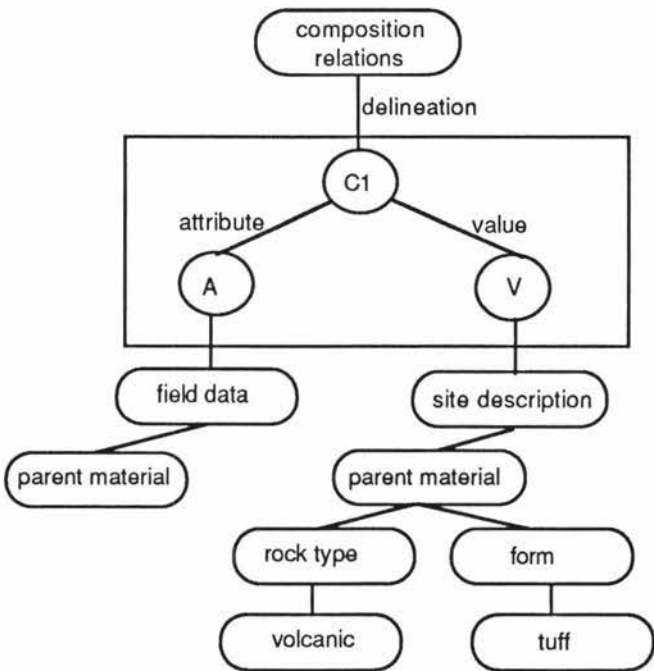 composition
relations
delineation
C1
attribute
value
A
V
field data
site description
parent material
parent material
rock type
form
volcanic
tuff